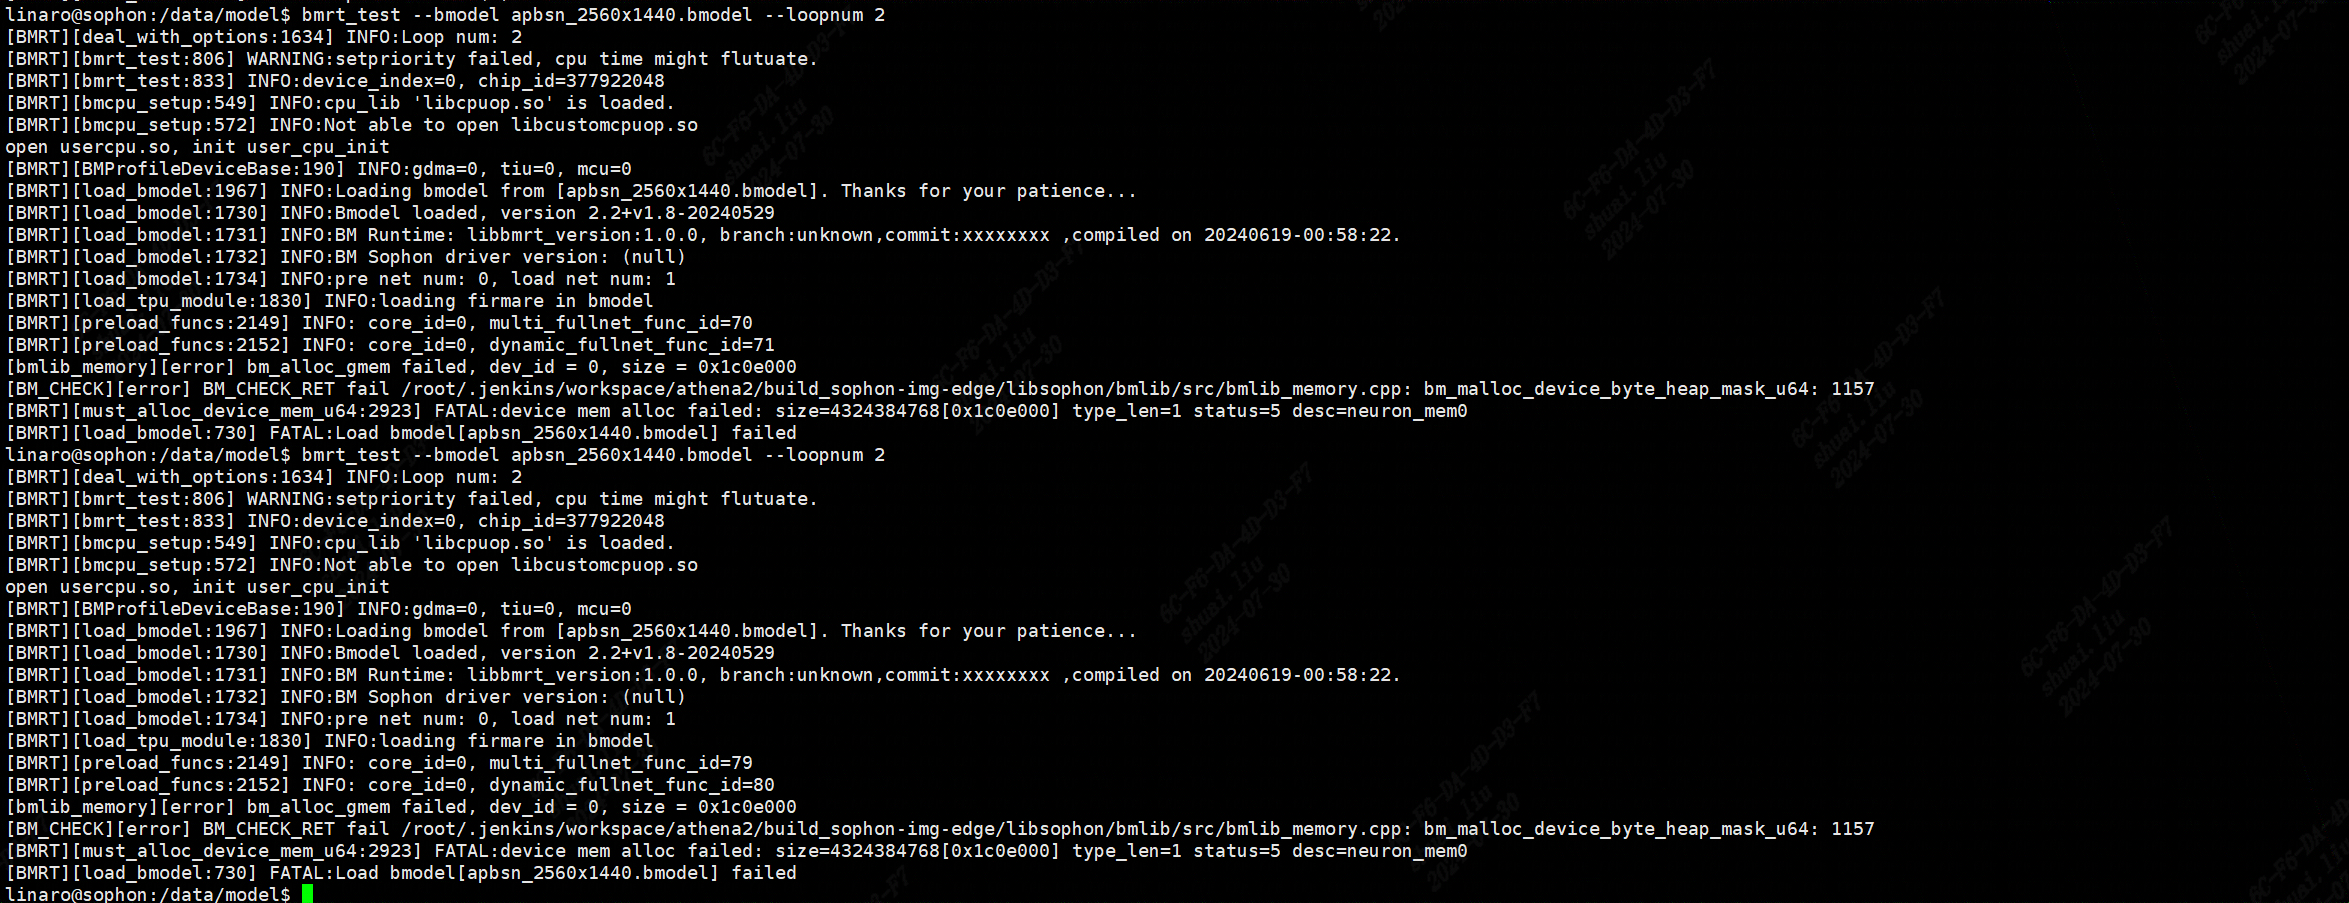 linaro@sophon:/data/model$ bmrt_test --bmodel apbsn_2560x1440.bmodel --loopnum 2
[BMRT][deal_with_options:1634] INFO:Loop num: 2
[BMRT][bmrt_test:806] WARNING:setpriority failed, cpu time might flutuate.
[BMRT][bmrt_test:833] INFO:device_index=0, chip_id=377922048
[BMRT][bmcpu_setup:549] INFO:cpu_lib 'libcpuop.so' is loaded.
[BMRT][bmcpu_setup:572] INFO:Not able to open libcustomcpuop.so
open usercpu.so, init user_cpu_init
[BMRT][BMProfileDeviceBase:190] INFO:gdma=0, tiu=0, mcu=0
[BMRT][load_bmodel:1967] INFO:Loading bmodel from [apbsn_2560x1440.bmodel]. Thanks for your patience...
[BMRT][load_bmodel:1730] INFO:Bmodel loaded, version 2.2+v1.8-20240529
[BMRT][load_bmodel:1731] INFO:BM Runtime: libbmrt_version:1.0.0, branch:unknown,commit:xxxxxxxx ,compiled on 20240619-00:58:22.
[BMRT][load_bmodel:1732] INFO:BM Sophon driver version: (null)
[BMRT][load_bmodel:1734] INFO:pre net num: 0, load net num: 1
[BMRT][load_tpu_module:1830] INFO:loading firmare in bmodel
[BMRT][preload_funcs:2149] INFO: core_id=0, multi_fullnet_func_id=70
[BMRT][preload_funcs:2152] INFO: core_id=0, dynamic_fullnet_func_id=71
[bmlib_memory][error] bm_alloc_gmem failed, dev_id = 0, size = 0x1c0e000
[BM_CHECK][error] BM_CHECK_RET fail /root/.jenkins/workspace/athena2/build_sophon-img-edge/libsophon/bmlib/src/bmlib_memory.cpp: bm_malloc_device_byte_heap_mask_u64: 1157
[BMRT][must_alloc_device_mem_u64:2923] FATAL:device mem alloc failed: size=4324384768[0x1c0e000] type_len=1 status=5 desc=neuron_mem0
[BMRT][load_bmodel:730] FATAL:Load bmodel[apbsn_2560x1440.bmodel] failed
linaro@sophon:/data/model$ bmrt_test --bmodel apbsn_2560x1440.bmodel --loopnum 2
[BMRT][deal_with_options:1634] INFO:Loop num: 2
[BMRT][bmrt_test:806] WARNING:setpriority failed, cpu time might flutuate.
[BMRT][bmrt_test:833] INFO:device_index=0, chip_id=377922048
[BMRT][bmcpu_setup:549] INFO:cpu_lib 'libcpuop.so' is loaded.
[BMRT][bmcpu_setup:572] INFO:Not able to open libcustomcpuop.so
open usercpu.so, init user_cpu_init
[BMRT][BMProfileDeviceBase:190] INFO:gdma=0, tiu=0, mcu=0
[BMRT][load_bmodel:1967] INFO:Loading bmodel from [apbsn_2560x1440.bmodel]. Thanks for your patience...
[BMRT][load_bmodel:1730] INFO:Bmodel loaded, version 2.2+v1.8-20240529
[BMRT][load_bmodel:1731] INFO:BM Runtime: libbmrt_version:1.0.0, branch:unknown,commit:xxxxxxxx ,compiled on 20240619-00:58:22.
[BMRT][load_bmodel:1732] INFO:BM Sophon driver version: (null)
[BMRT][load_bmodel:1734] INFO:pre net num: 0, load net num: 1
[BMRT][load_tpu_module:1830] INFO:loading firmare in bmodel
[BMRT][preload_funcs:2149] INFO: core_id=0, multi_fullnet_func_id=79
[BMRT][preload_funcs:2152] INFO: core_id=0, dynamic_fullnet_func_id=80
[bmlib_memory][error] bm_alloc_gmem failed, dev_id = 0, size = 0x1c0e000
[BM_CHECK][error] BM_CHECK_RET fail /root/.jenkins/workspace/athena2/build_sophon-img-edge/libsophon/bmlib/src/bmlib_memory.cpp: bm_malloc_device_byte_heap_mask_u64: 1157
[BMRT][must_alloc_device_mem_u64:2923] FATAL:device mem alloc failed: size=4324384768[0x1c0e000] type_len=1 status=5 desc=neuron_mem0
[BMRT][load_bmodel:730] FATAL:Load bmodel[apbsn_2560x1440.bmodel] failed
linaro@sophon:/data/model$
6C-F6-DA-4D-D3-F7
shuai.liu
2024-07-30